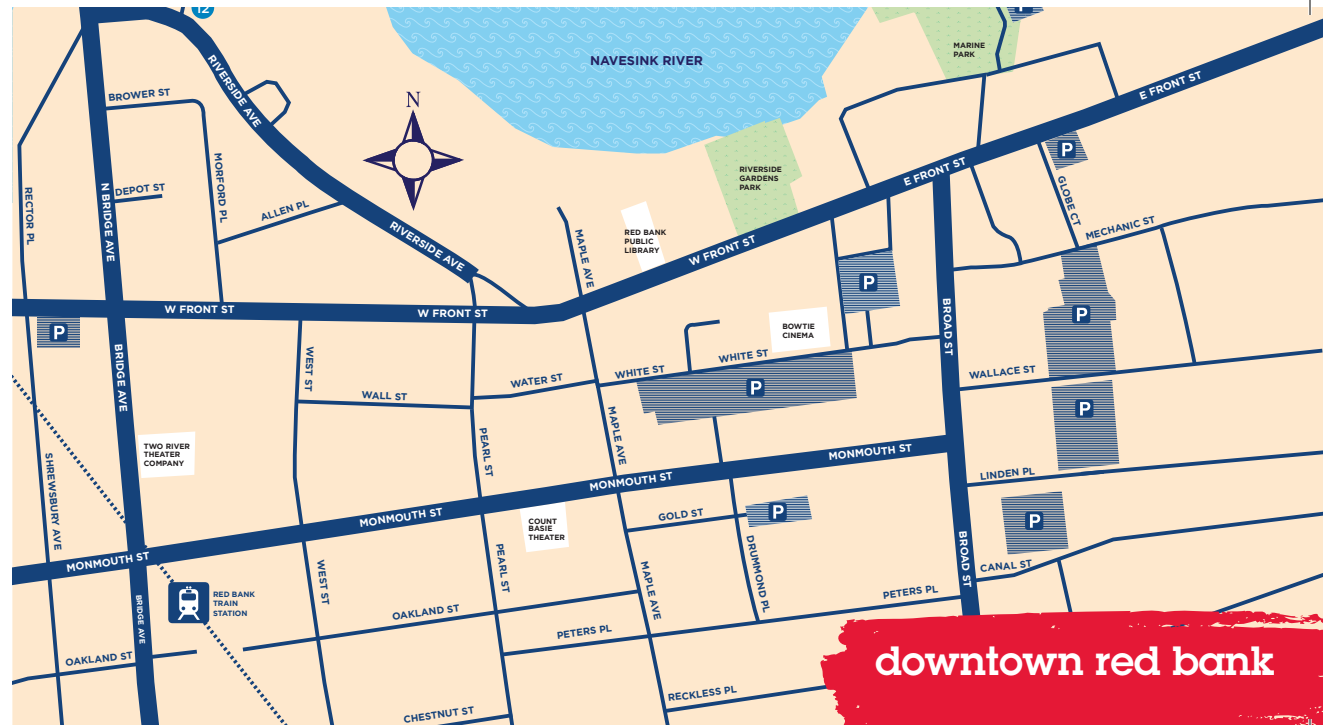 12
P
MARINE
PARK
NAVESINK RIVER
E FRONT ST
RIVERSIDE AVE
BROWER ST
N
P
RIVERSIDE
GARDENS
PARK
E FRONT ST
GLOBE CT
RECTOR PL
N BRIDGE AVE
DEPOT ST
MORFORD PL
ALLEN PL
RIVERSIDE AVE
MAPLE AVE
RED BANK
PUBLIC
LIBRARY
W FRONT ST
MECHANIC ST
P
W FRONT ST
W FRONT ST
P
BOWTIE
CINEMA
BROAD ST
P
BRIDGE AVE
WEST ST
WALL ST
WATER ST
WHITE ST
WHITE ST
P
WALLACE ST
P
MAPLE AVE
PEARL ST
TWO RIVER
THEATER
COMPANY
SHREWSBURY AVE
MONMOUTH ST
MONMOUTH ST
MONMOUTH ST
MONMOUTH ST
LINDEN PL
COUNT
BASIE
THEATER
GOLD ST
P
P
DRUMMOND PL
BROAD ST
CANAL ST
PEARL ST
WEST ST
MAPLE AVE
BRIDGE AVE
RED BANK
TRAIN
STATION
OAKLAND ST
PETERS PL
PETERS PL
OAKLAND ST
RECKLESS PL
CHESTNUT ST
downtown red bank